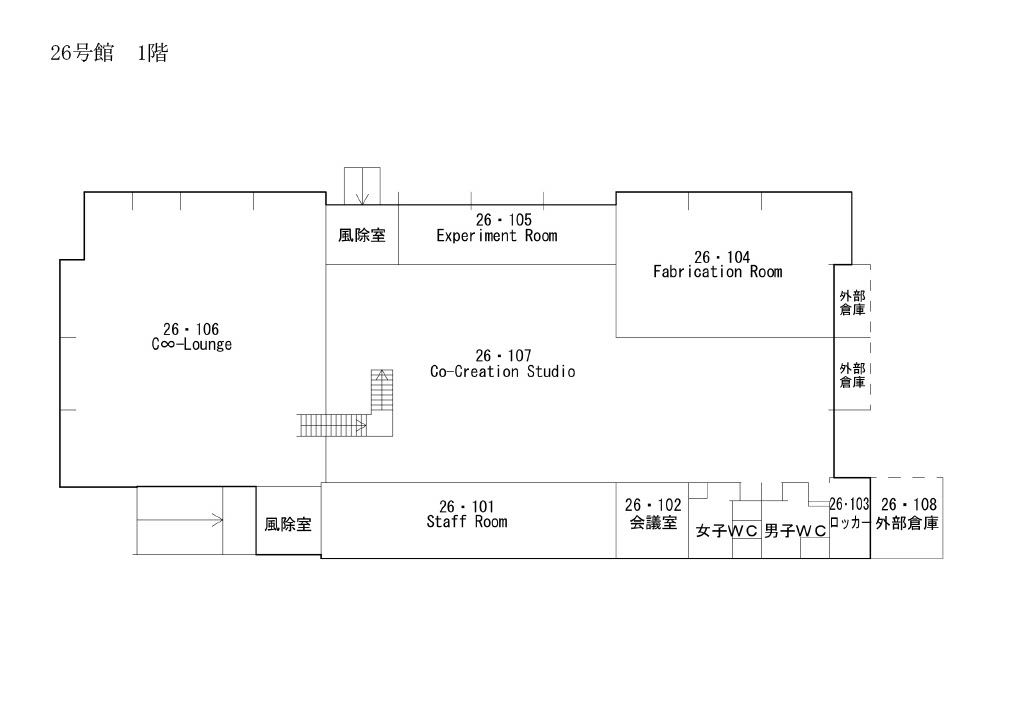 26号館　1階
26・105
風除室
Experiment Room
26・104
Fabrication Room
外部
倉庫
26・106
C∞-Lounge
26・107
Co-Creation Studio
外部
倉庫
26・101
Staff Room
風除室
26・102
会議室
女子WC
男子WC
26・103
ロッカー
26・108
外部倉庫